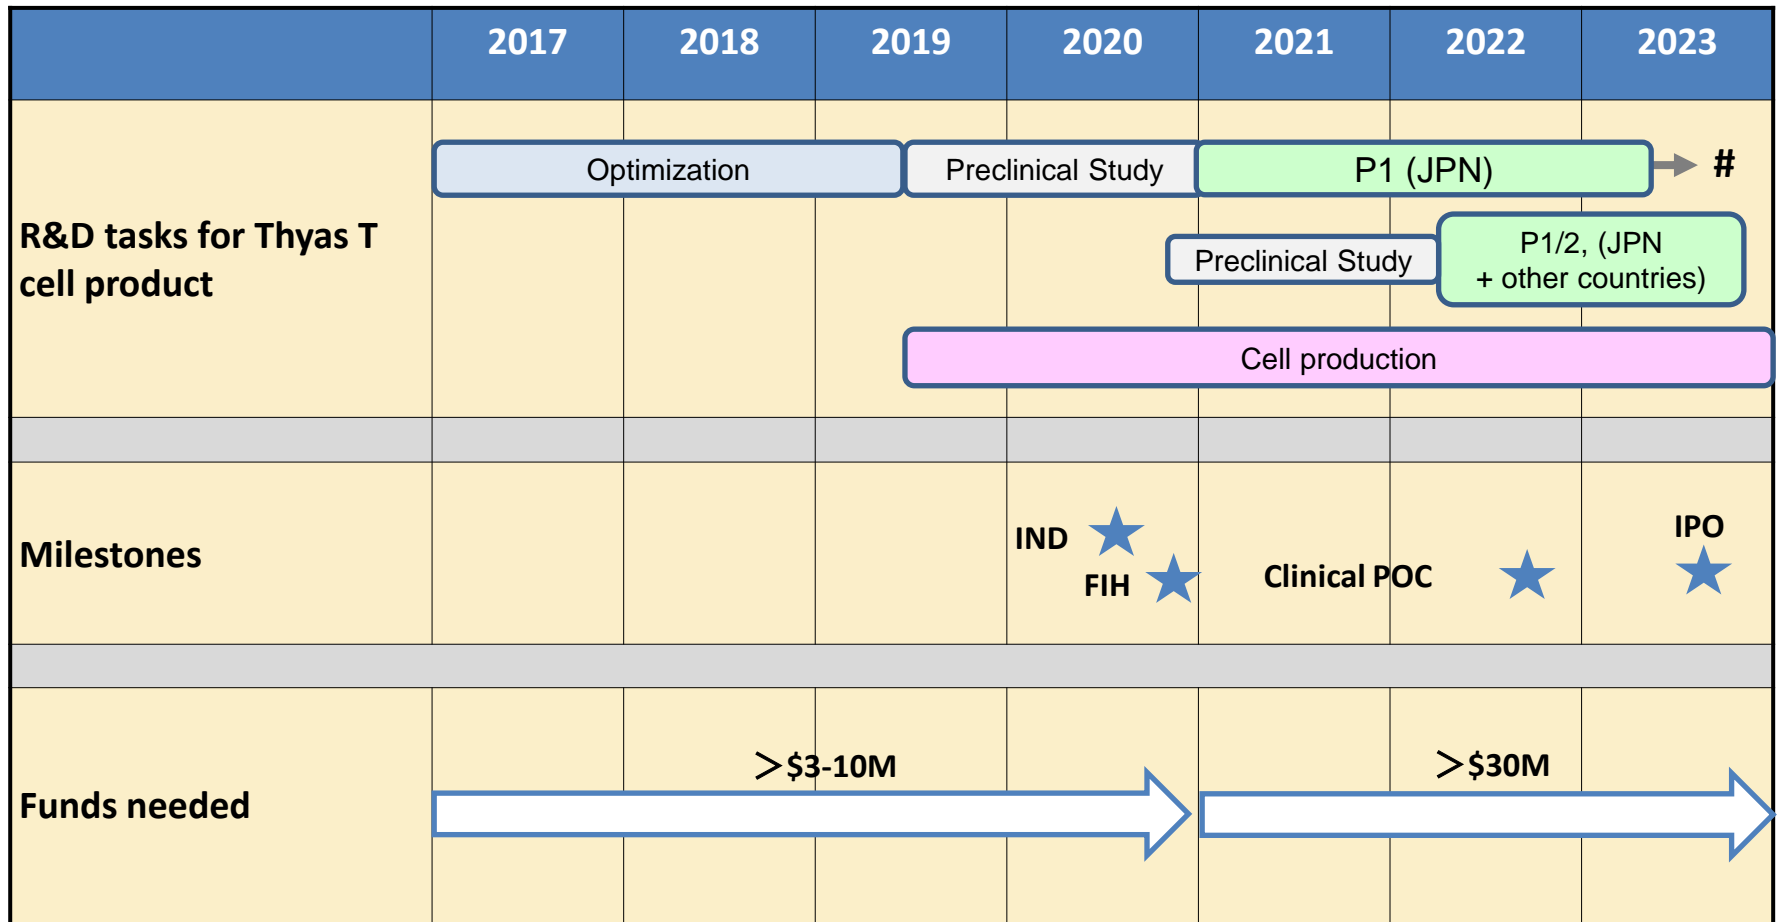 2017 2018 2019 2020 2021 2022 2023
Optimization Preclinical Study P1 (JPN) #
R&D tasks for Thyas T
cell product
Preclinical Study
P1/2, (JPN
+ other countries)
Cell production
Milestones
IND
FIH
Clinical POC
IPO
Funds needed
＞$3-10M
＞$30M